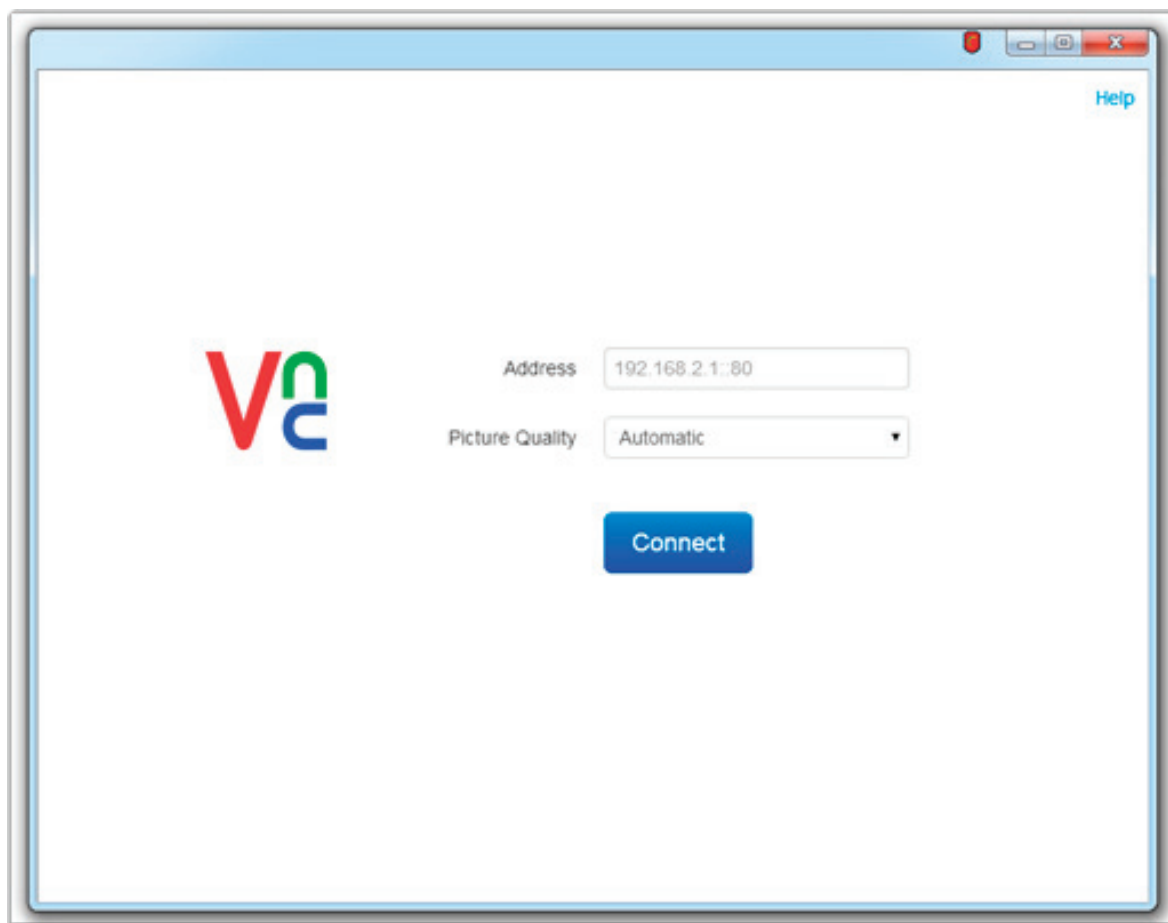 Help
Vnc
Address 192.168.2.1::80
Picture Quality Automatic
Connect